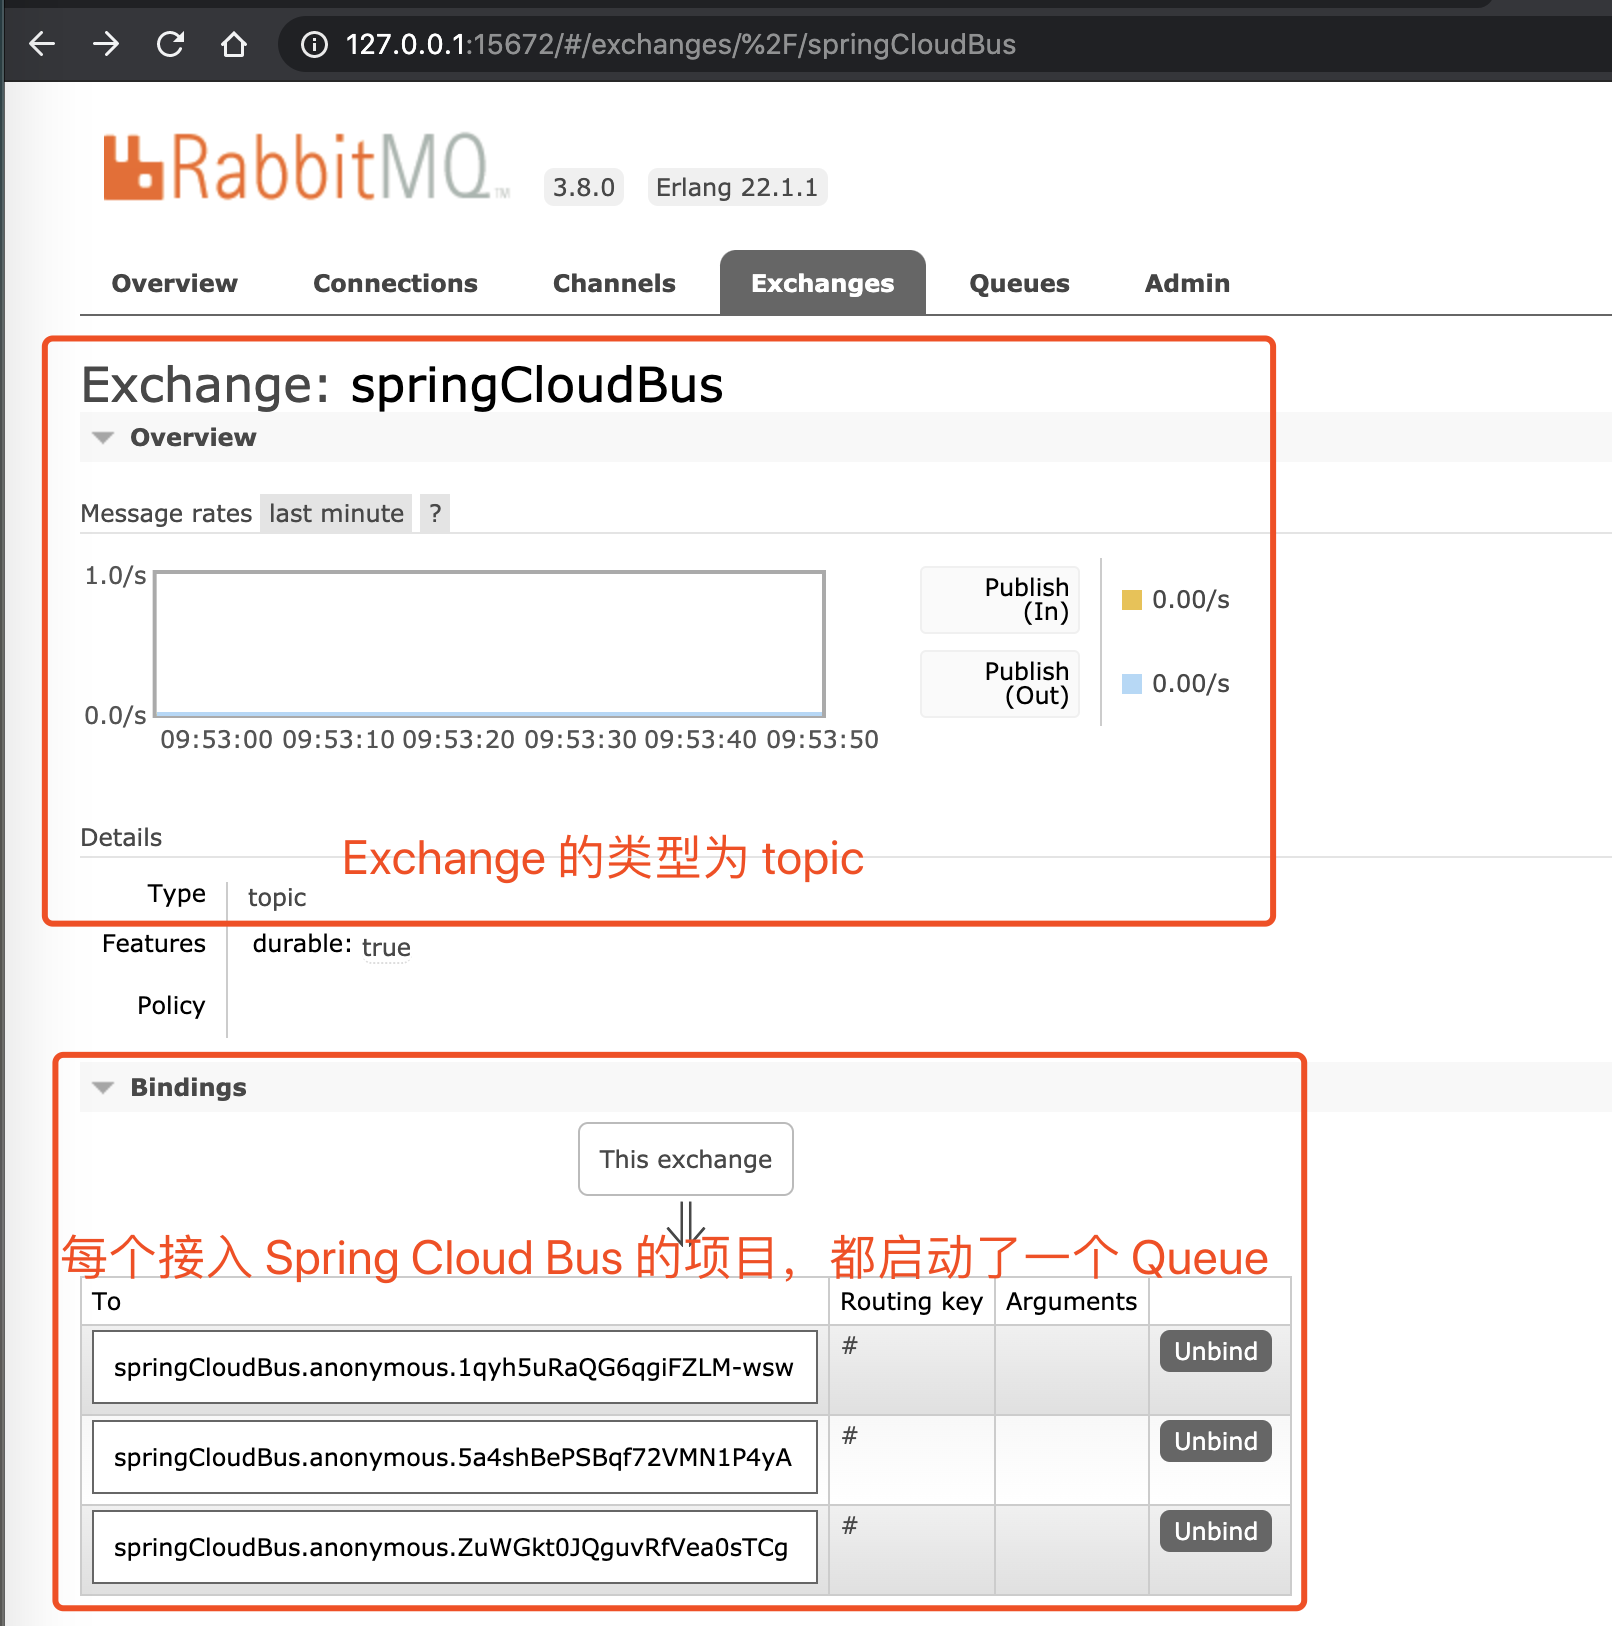 127.0.0.1:15672/#/exchanges/%2F/springCloudBus
RabbitMQ TM 3.8.0 Erlang 22.1.1
Overview Connections Channels Exchanges Queues Admin
Exchange: springCloudBus
Overview
Message rates last minute ?
1.0/s
0.0/s
09:53:00 09:53:10 09:53:20 09:53:30 09:53:40 09:53:50
Publish (In) 0.00/s
Publish (Out) 0.00/s
Details
Exchange 的类型为 topic
Type topic
Features durable: true
Policy
Bindings
This exchange
每个接入 Spring Cloud Bus 的项目，都启动了一个 Queue
To Routing key Arguments
springCloudBus.anonymous.1qyh5uRaQG6qgiFZLM-wsw # Unbind
springCloudBus.anonymous.5a4shBePSBqf72VMN1P4yA # Unbind
springCloudBus.anonymous.ZuWGkt0JQguvRfVea0sTCg # Unbind